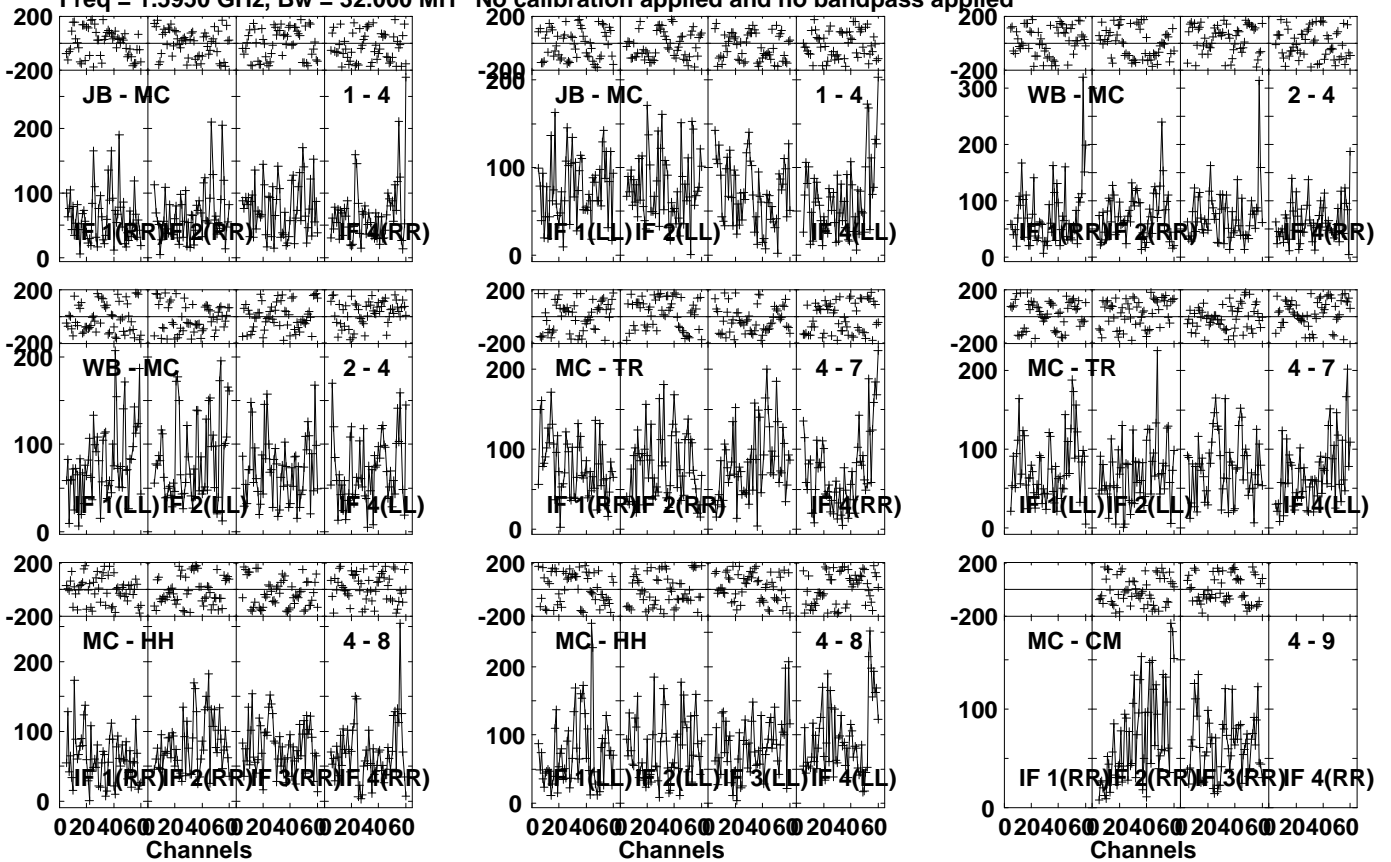 Freq = 1.5950 GHz, Bw = 32.000 MH No calibration applied and no bandpass applied
200
-200
JB - MC 1 - 4
200
100
0
IF 1(RR) IF 2(RR) IF 4(RR)
-200
200
JB - MC 1 - 4
100
0
IF 1(LL) IF 2(LL) IF 4(LL)
200
-200
300
WB - MC 2 - 4
200
100
0
IF 1(RR) IF 2(RR) IF 4(RR)
200
-200
200
WB - MC 2 - 4
100
0
IF 1(LL) IF 2(LL) IF 4(LL)
200
-200
MC - TR 4 - 7
200
100
0
IF 1(RR) IF 2(RR) IF 4(RR)
200
-200
MC - TR 4 - 7
200
100
0
IF 1(LL) IF 2(LL) IF 4(LL)
200
-200
MC - HH 4 - 8
200
100
0
IF 1(RR) IF 2(RR) IF 3(RR) IF 4(RR)
0 20 40 60 0 20 40 60 0 20 40 60 0 20 40 60
Channels
200
-200
MC - HH 4 - 8
200
100
0
IF 1(LL) IF 2(LL) IF 3(LL) IF 4(LL)
0 20 40 60 0 20 40 60 0 20 40 60 0 20 40 60
Channels
200
-200
MC - CM 4 - 9
100
0
IF 1(RR) IF 2(RR) IF 3(RR) IF 4(RR)
0 20 40 60 0 20 40 60 0 20 40 60 0 20 40 60
Channels